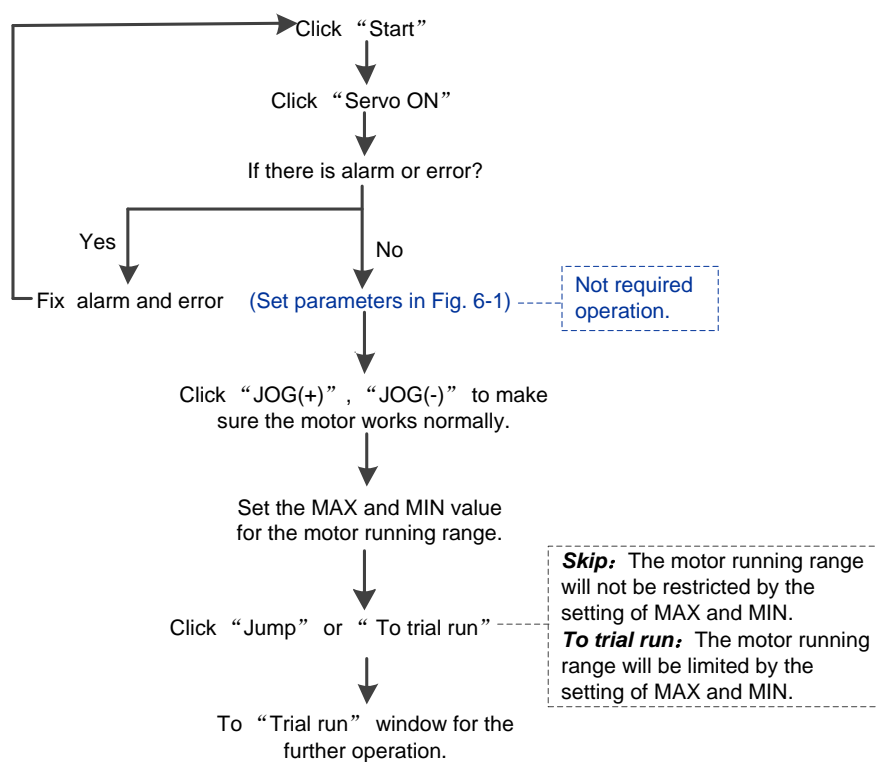 Click “Start”
Click “Servo ON”
If there is alarm or error?
Yes
No
Fix alarm and error
(Set parameters in Fig. 6-1)
Not required
operation.
Click “JOG(+)”, “JOG(-)” to make
sure the motor works normally.
Set the MAX and MIN value
for the motor running range.
Click “Jump” or “ To trial run”
Skip: The motor running range
will not be restricted by the
setting of MAX and MIN.
To trial run: The motor running
range will be limited by the
setting of MAX and MIN.
To “Trial run” window for the
further operation.